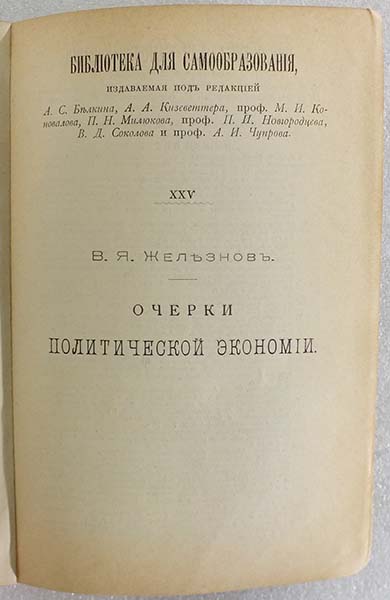 БИБЛІОТЕКА ДЛЯ САМООБРАЗОВАНІЯ,
ИЗДАВАЕМАЯ ПОДЪ РЕДАКЦІЕЙ
А. С. Бѣлкина, А. А. Кизеветтера, проф. М. И. Ко-
новалова, П. Н. Милюкова, проф. П. И. Новгородцева,
В. Д. Соколова и проф. А. И. Чупрова.
XXV
В. Я. ЖЕЛѢЗНОВЪ.
ОЧЕРКИ
ПОЛИТИЧЕСКОЙ ЭКОНОМІИ.